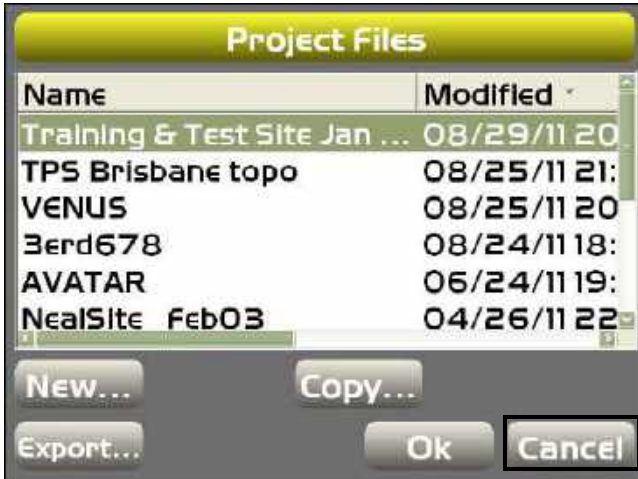 Project Files
Name Modified
Training & Test Site Jan ... 08/29/11 20
TPS Brisbane topo 08/25/11 21:
VENUS 08/25/11 20
3erd678 08/24/11 18:
AVATAR 06/24/11 19:
NealSite Feb03 04/26/11 22
New... Copy...
Export... Ok Cancel